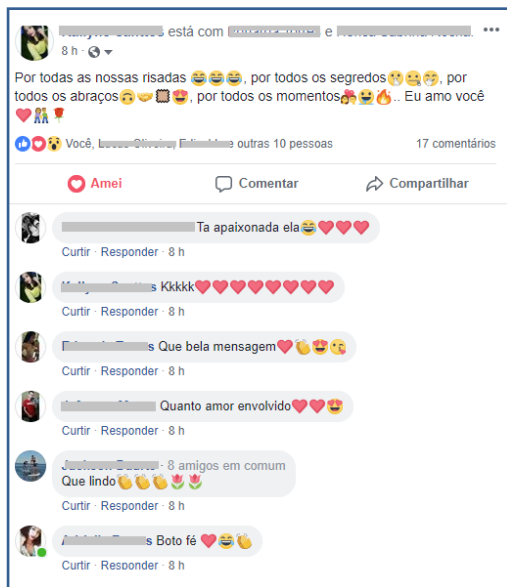 está com e
8 h ·
Por todas as nossas risadas 😂😂😂, por todos os segredos🤭🤐🤭, por
todos os abraços🙃🤝🎑😍, por todos os momentos💑😂🔥.. Eu amo você
❤️👫🌹
Você, e outras 10 pessoas 17 comentários
Amei Comentar Compartilhar
Ta apaixonada ela😂❤️❤️❤️
Curtir · Responder · 8 h
Kkkkk❤️❤️❤️❤️❤️❤️❤️❤️
Curtir · Responder · 8 h
Que bela mensagem❤️👏😍😘
Curtir · Responder · 8 h
Quanto amor envolvido❤️❤️😍
Curtir · Responder · 8 h
· 8 amigos em comum
Que lindo👏👏👏🌷🌷
Curtir · Responder · 8 h
Boto fé ❤️😂👏
Curtir · Responder · 8 h